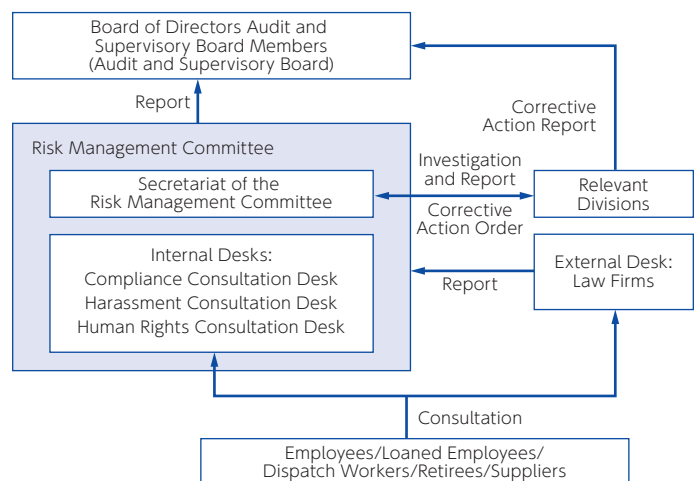 Board of Directors Audit and
Supervisory Board Members
(Audit and Supervisory Board)
Report
Corrective
Action Report
Risk Management Committee
Secretariat of the
Risk Management Committee
Investigation
and Report
Corrective
Action Order
Relevant
Divisions
Internal Desks:
Compliance Consultation Desk
Harassment Consultation Desk
Human Rights Consultation Desk
Report
External Desk:
Law Firms
Consultation
Employees/Loaned Employees/
Dispatch Workers/Retirees/Suppliers